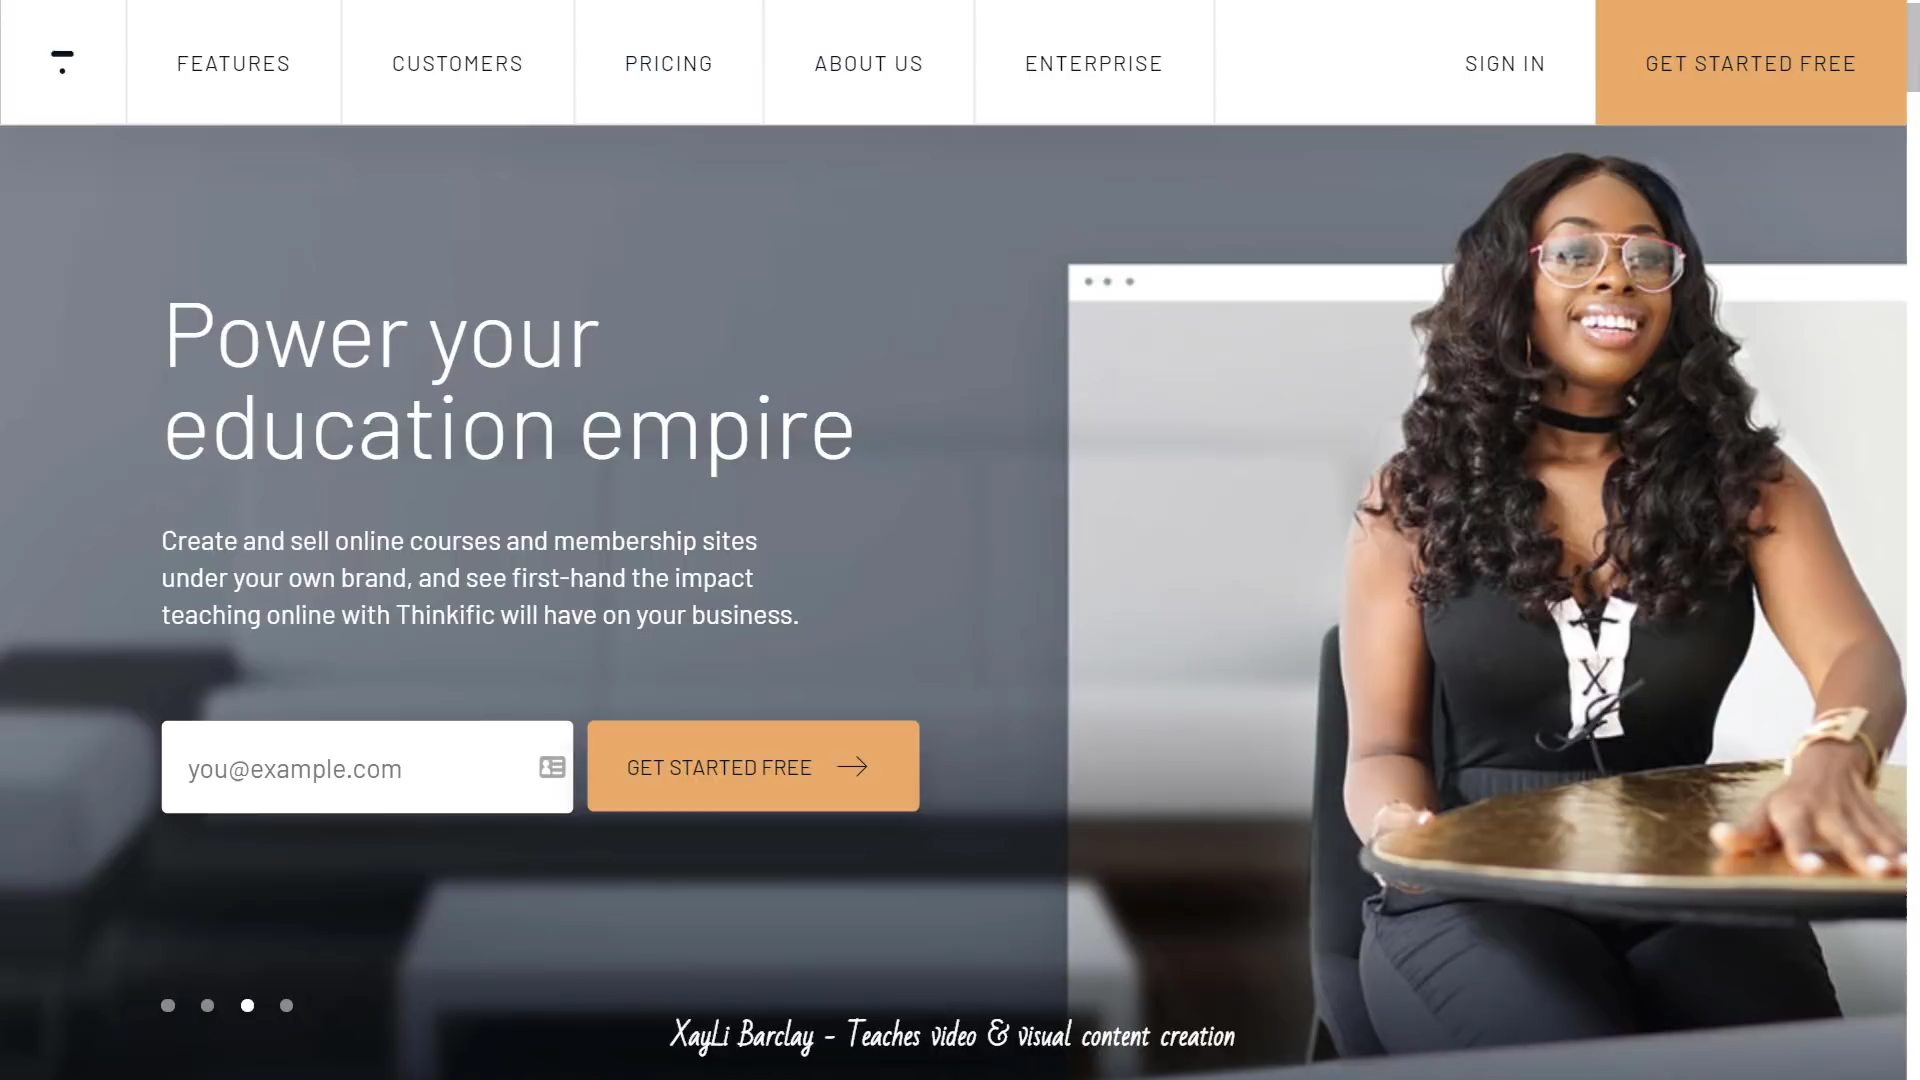 FEATURES
CUSTOMERS
PRICING
ABOUT US
ENTERPRISE
SIGN IN
GET STARTED FREE
Power your
education empire
Create and sell online courses and membership sites
under your own brand, and see first-hand the impact
teaching online with Thinkific will have on your business.
you@example.com
GET STARTED FREE
XayLi Barclay - Teaches video & visual content creation